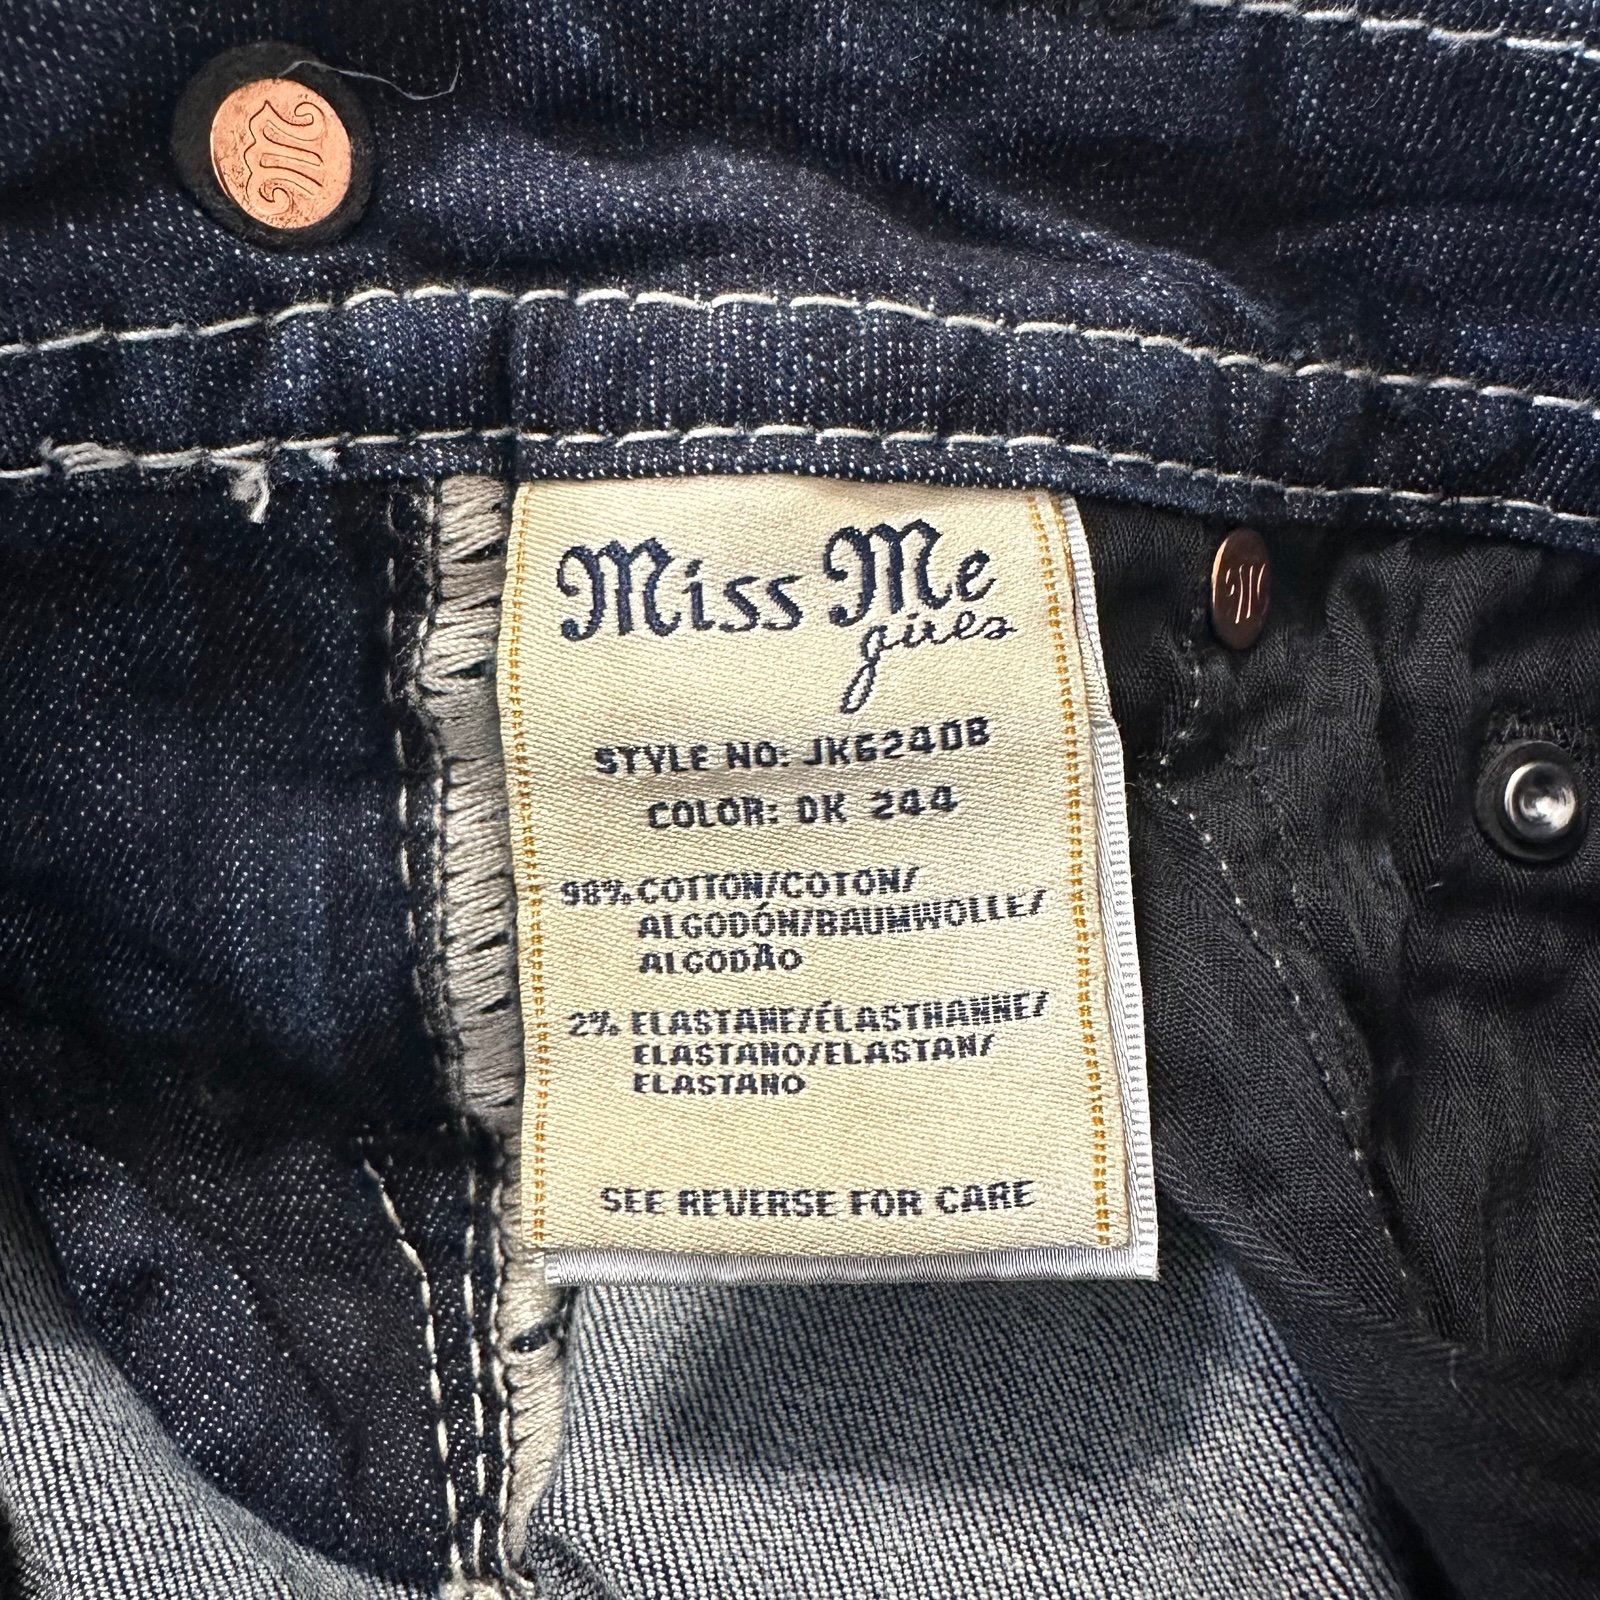 Miss Me
girls
STYLE NO: JK6240B
COLOR: DK 244
98% COTTON/COTON/
ALGODÓN/BAUMWOLLE/
ALGODÃO
2% ELASTANE/ÉLASTHANNE/
ELASTANO/ELASTAN/
ELASTANO
SEE REVERSE FOR CARE